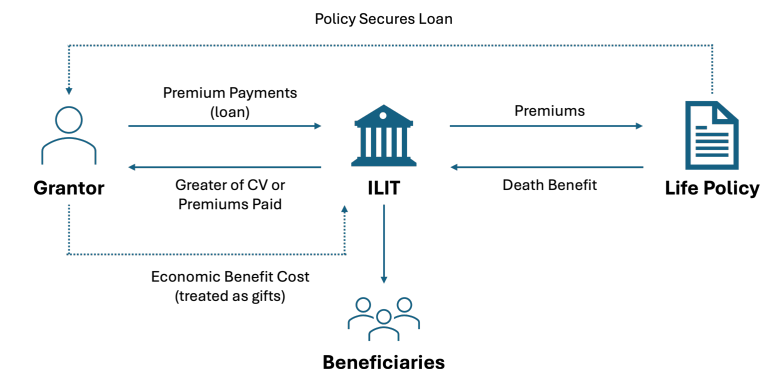 Policy Secures Loan
Premium Payments
(loan)
Premiums
Grantor
Greater of CV or
Premiums Paid
ILIT
Death Benefit
Life Policy
Economic Benefit Cost
(treated as gifts)
Beneficiaries